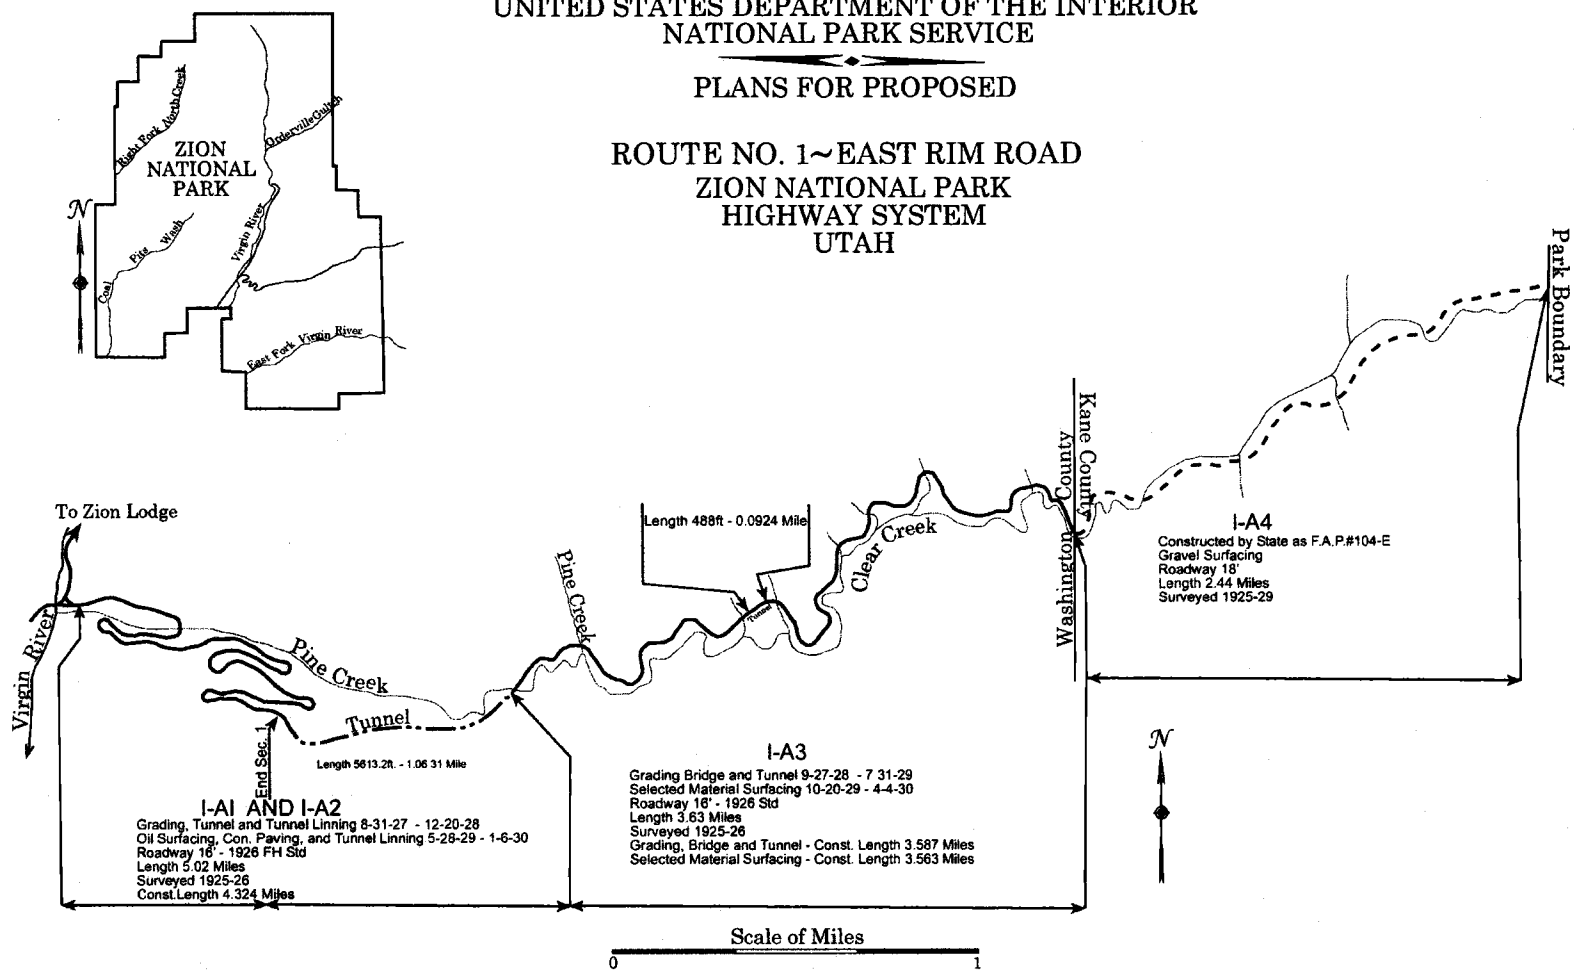 UNITED STATES DEPARTMENT OF THE INTERIOR
NATIONAL PARK SERVICE
PLANS FOR PROPOSED
ROUTE NO. 1~EAST RIM ROAD
ZION NATIONAL PARK
HIGHWAY SYSTEM
UTAH
Right Fork North Creek
Orderville Gulch
ZION
NATIONAL
PARK
N
Virgin River
Coal Pits Wash
East Fork Virgin River
Park Boundary
Kane County
Washington County
To Zion Lodge
Virgin River
Pine Creek
Tunnel
Length 5613.2ft. - 1.06 31 Mile
End Sec. 1
Pine Creek
Length 488ft - 0.0924 Mile
Tunnel
Clear Creek
I-A4
Constructed by State as F.A.P.#104-E
Gravel Surfacing
Roadway 18'
Length 2.44 Miles
Surveyed 1925-29
I-A3
Grading Bridge and Tunnel 9-27-28 - 7 31-29
Selected Material Surfacing 10-20-29 - 4-4-30
Roadway 16' - 1926 Std
Length 3.63 Miles
Surveyed 1925-26
Grading, Bridge and Tunnel - Const. Length 3.587 Miles
Selected Material Surfacing - Const. Length 3.563 Miles
I-AI AND I-A2
Grading, Tunnel and Tunnel Linning 8-31-27 - 12-20-28
Oil Surfacing, Con. Paving, and Tunnel Linning 5-28-29 - 1-6-30
Roadway 16' - 1926 FH Std
Length 5.02 Miles
Surveyed 1925-26
Const.Length 4.324 Miles
N
Scale of Miles
0 1